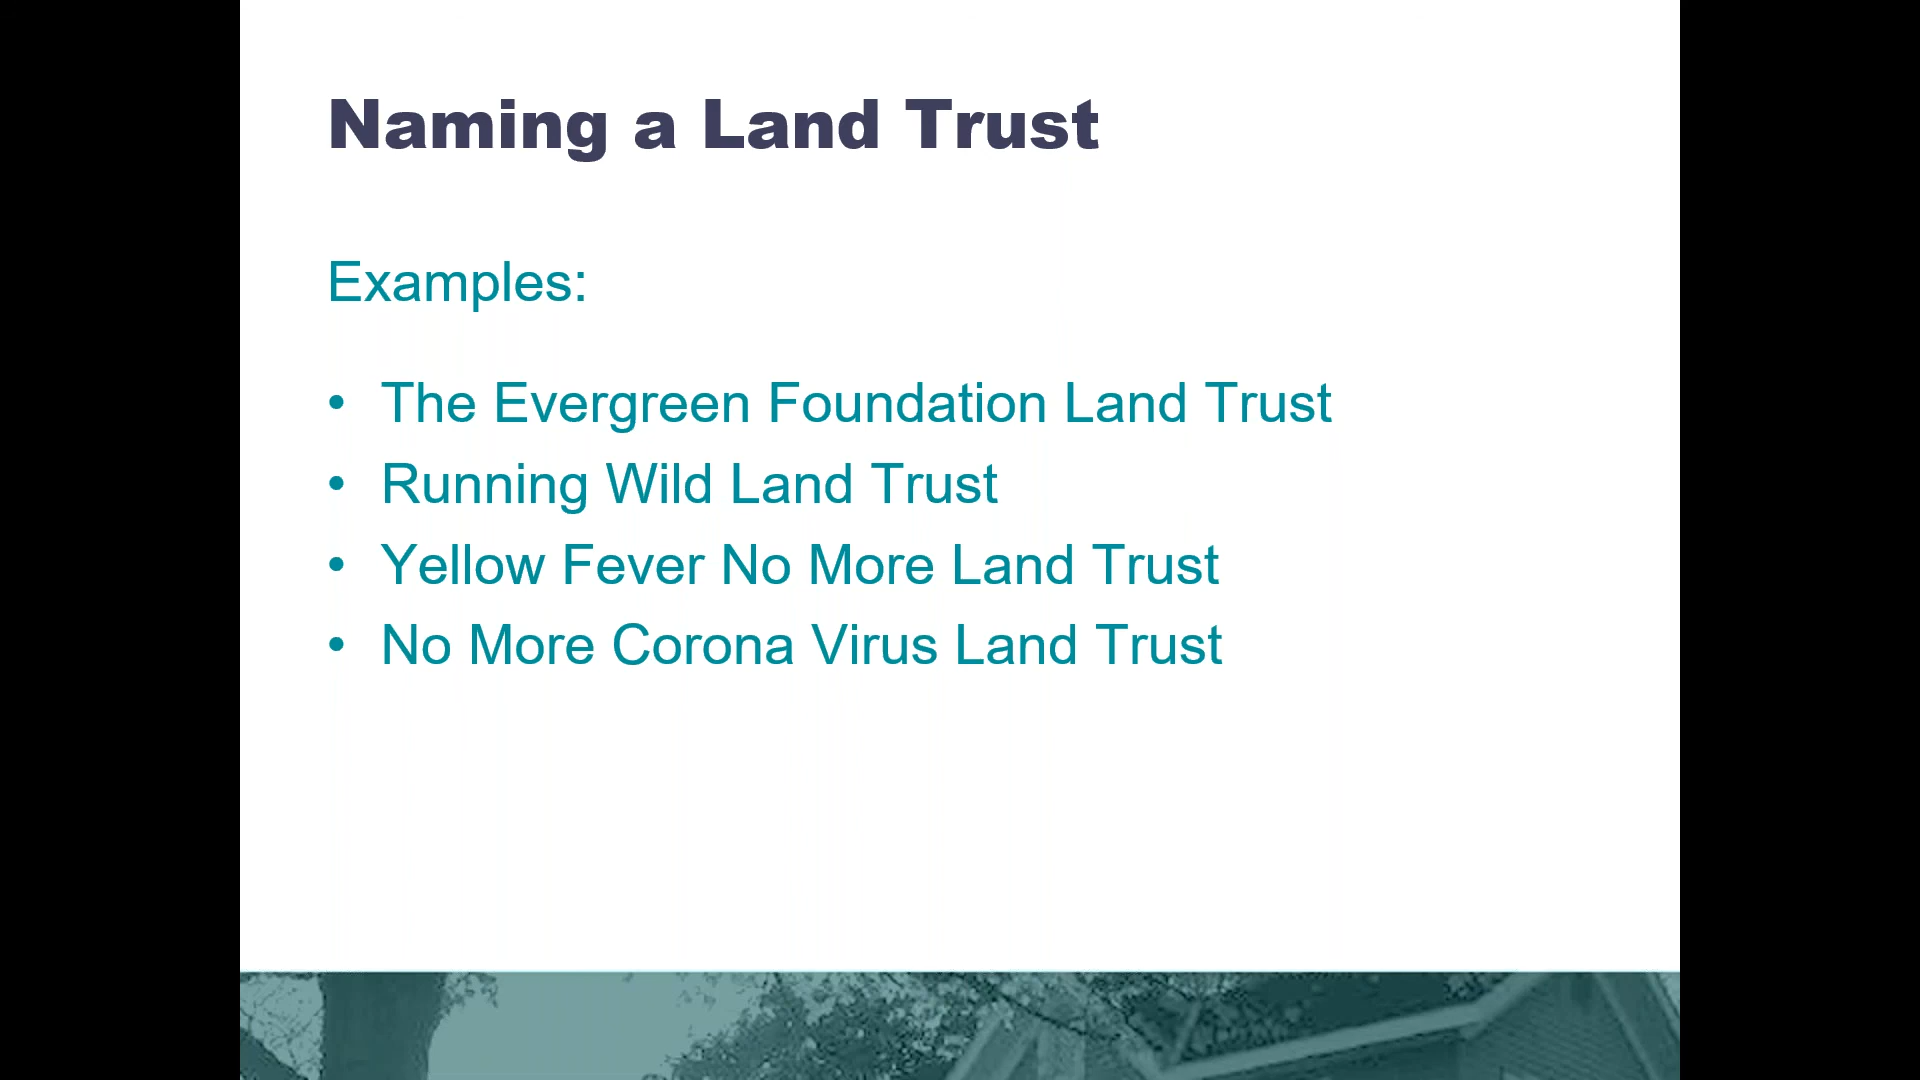 Naming a Land Trust
Examples:
• The Evergreen Foundation Land Trust
• Running Wild Land Trust
• Yellow Fever No More Land Trust
• No More Corona Virus Land Trust